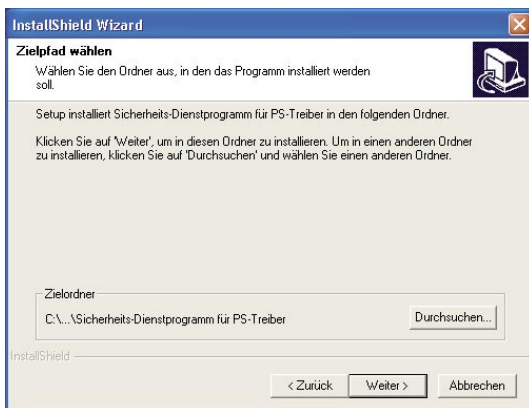 InstallShield Wizard
Zielpfad wählen
Wählen Sie den Ordner aus, in den das Programm installiert werden
soll.
Setup installiert Sicherheits-Dienstprogramm für PS-Treiber in den folgenden Ordner.
Klicken Sie auf 'Weiter', um in diesen Ordner zu installieren. Um in einen anderen Ordner
zu installieren, klicken Sie auf 'Durchsuchen' und wählen Sie einen anderen Ordner.
Zielordner
C:\...\Sicherheits-Dienstprogramm für PS-Treiber
Durchsuchen...
InstallShield
< Zurück
Weiter >
Abbrechen